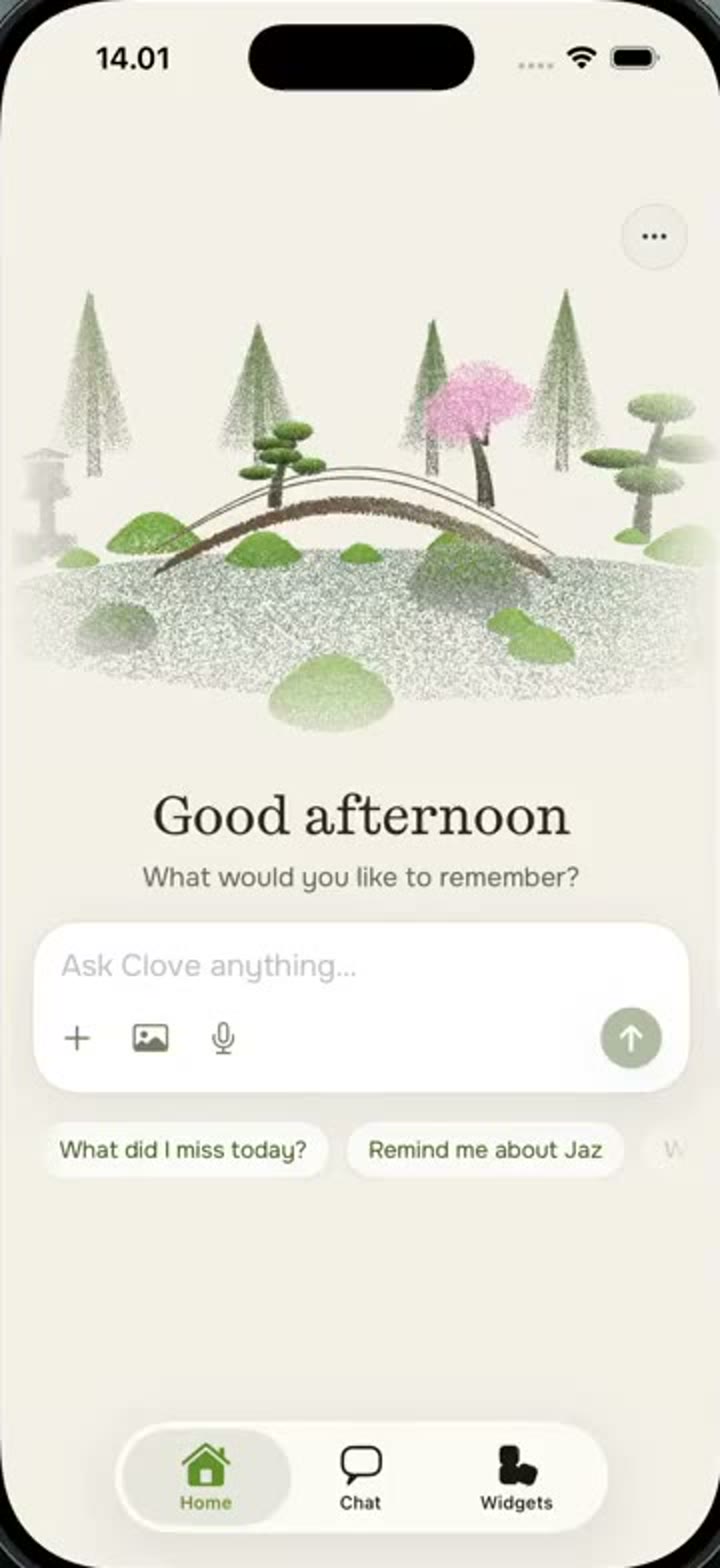 14.01
Good afternoon
What would you like to remember?
Ask Clove anything...
What did I miss today?
Remind me about Jaz
W
Home
Chat
Widgets